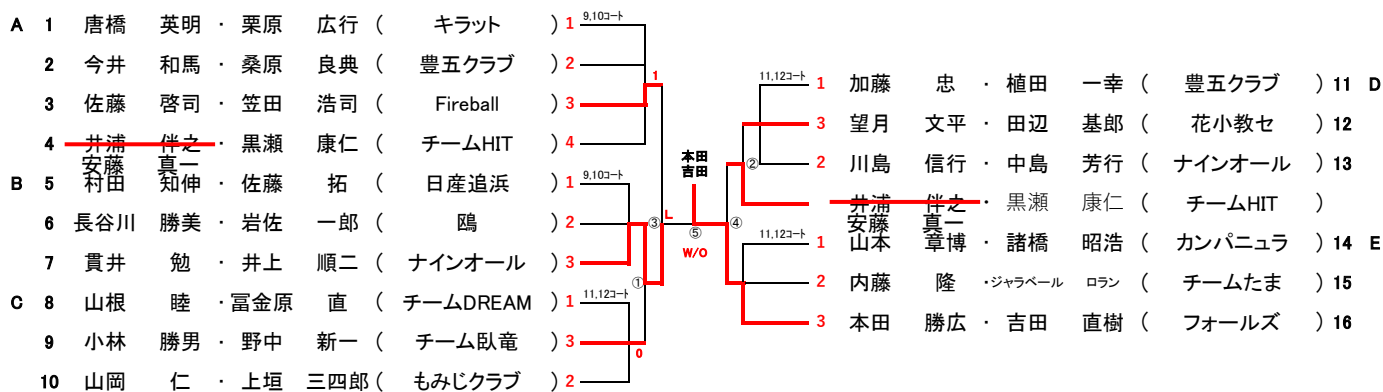 A 1 唐橋 英明 ・ 栗原 広行 ( キラット ) 1 9,10コート
2 今井 和馬 ・ 桑原 良典 ( 豊五クラブ ) 2
3 佐藤 啓司 ・ 笠田 浩司 ( Fireball ) 3
4 井浦 伴之 ・ 黒瀬 康仁 ( チームHIT ) 4
安藤 真一
B 5 村田 知伸 ・ 佐藤 拓 ( 日産追浜 ) 1 9,10コート
6 長谷川 勝美 ・ 岩佐 一郎 ( 鴎 ) 2
7 貫井 勉 ・ 井上 順二 ( ナインオール ) 3
C 8 山根 睦 ・ 冨金原 直 ( チームDREAM ) 1 11,12コート
9 小林 勝男 ・ 野中 新一 ( チーム臥竜 ) 3
10 山岡 仁 ・ 上垣 三四郎 ( もみじクラブ ) 2
1
③
①
0
L
本田
吉田
⑤
W/O
④
②
11,12コート 1 加藤 忠 ・ 植田 一幸 ( 豊五クラブ ) 11 D
3 望月 文平 ・ 田辺 基郎 ( 花小教セ ) 12
2 川島 信行 ・ 中島 芳行 ( ナインオール ) 13
井浦 伴之 ・ 黒瀬 康仁 ( チームHIT )
安藤 真一
11,12コート 1 山本 章博 ・ 諸橋 昭浩 ( カンパニュラ ) 14 E
2 内藤 隆 ・ ジャラベール ロラン ( チームたま ) 15
3 本田 勝広 ・ 吉田 直樹 ( フォールズ ) 16